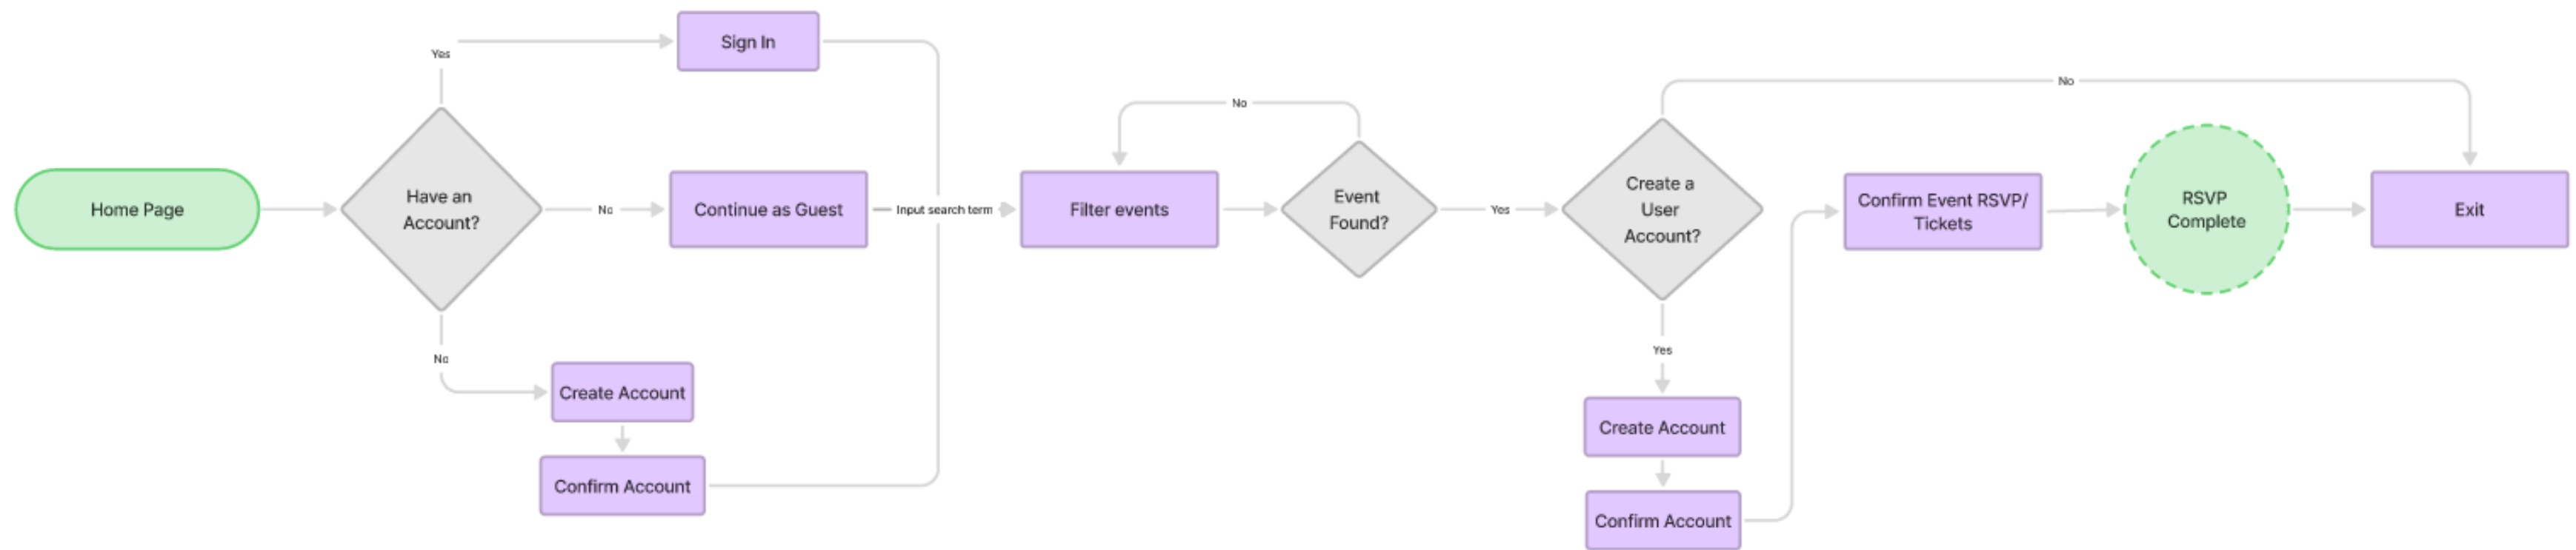 Home Page
Yes
Have an
Account?
No
No
Sign In
Continue as Guest
Create Account
Confirm Account
Input search term
Filter events
No
Event
Found?
Yes
Create a
User
Account?
No
Yes
Create Account
Confirm Account
Confirm Event RSVP/
Tickets
RSVP
Complete
Exit